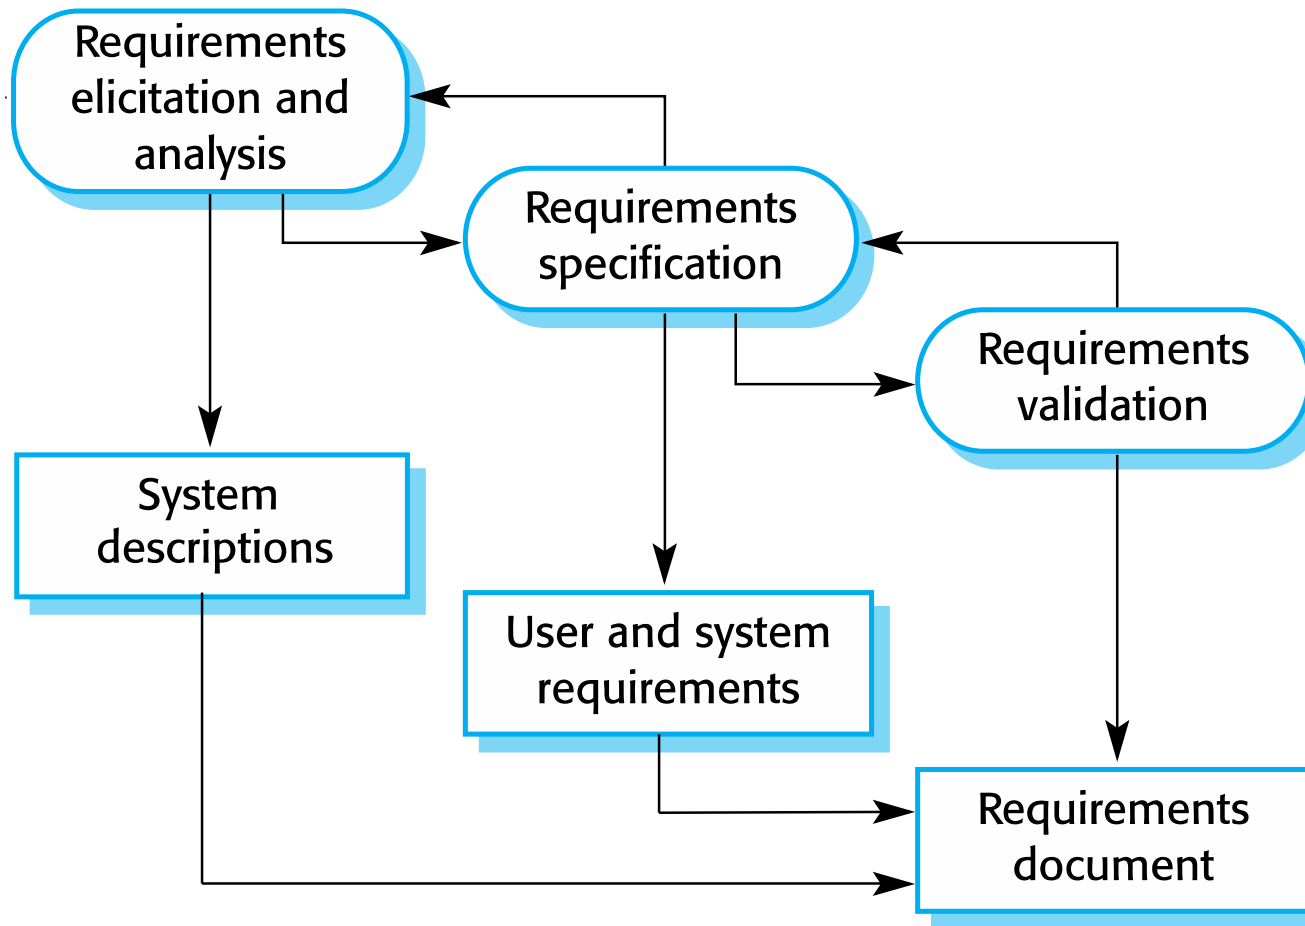 Requirements
elicitation and
analysis
Requirements
specification
Requirements
validation
System
descriptions
User and system
requirements
Requirements
document